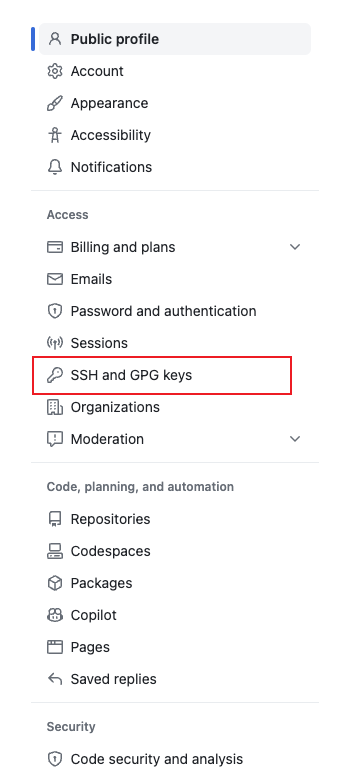 Public profile
Account
Appearance
Accessibility
Notifications
Access
Billing and plans
Emails
Password and authentication
Sessions
SSH and GPG keys
Organizations
Moderation
Code, planning, and automation
Repositories
Codespaces
Packages
Copilot
Pages
Saved replies
Security
Code security and analysis